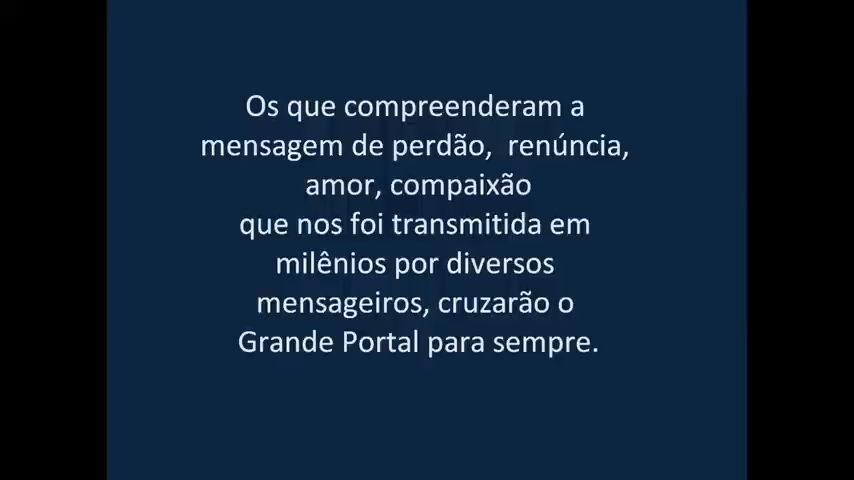 Os que compreenderam a
mensagem de perdão,  renúncia,
amor, compaixão
que nos foi transmitida em
milênios por diversos
mensageiros, cruzarão o
Grande Portal para sempre.